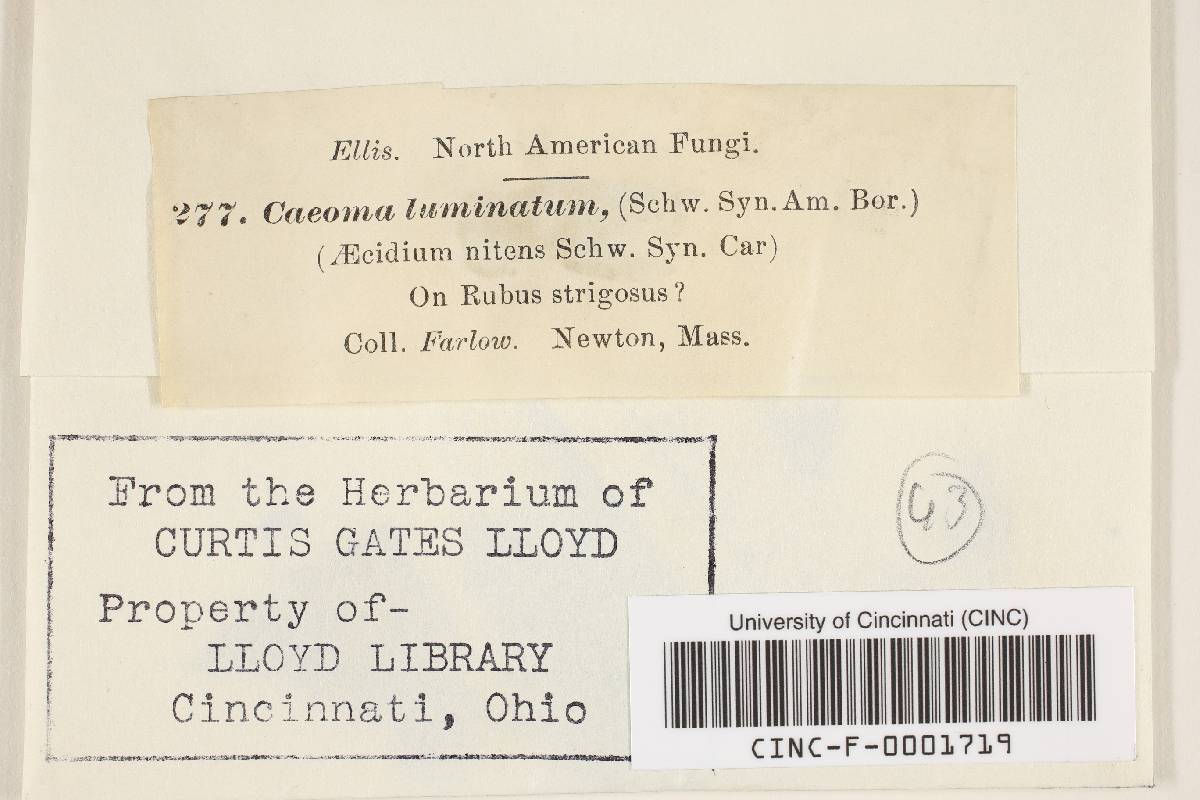 Ellis. North American Fungi.
277. Caeoma luminatum, (Schw. Syn. Am. Bor.)
(Æcidium nitens Schw. Syn. Car)
On Rubus strigosus?
Coll. Farlow. Newton, Mass.
From the Herbarium of
CURTIS GATES LLOYD
Property of-
LLOYD LIBRARY
Cincinnati, Ohio
43
University of Cincinnati (CINC)
CINC-F-0001719